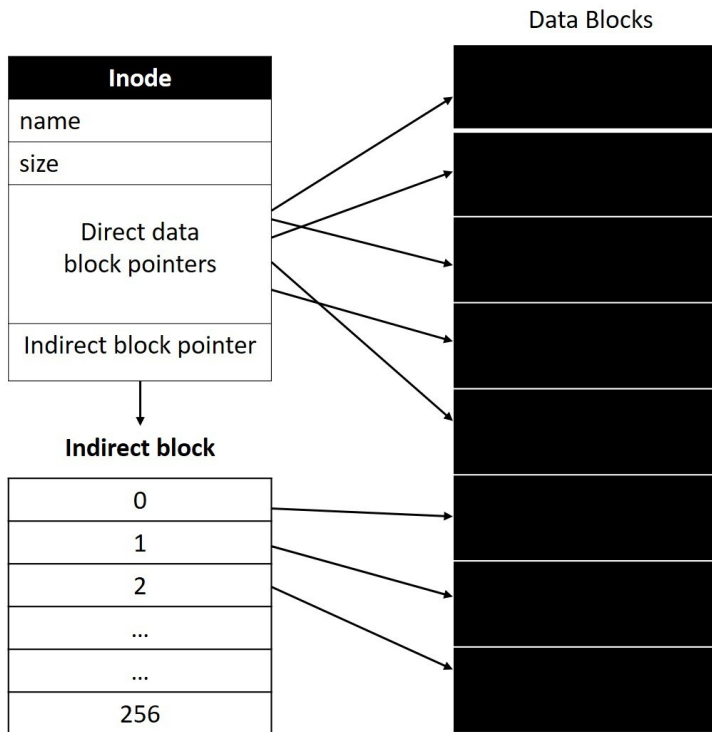 Data Blocks
Inode
name
size
Direct data
block pointers
Indirect block pointer
Indirect block
0
1
2
...
...
256